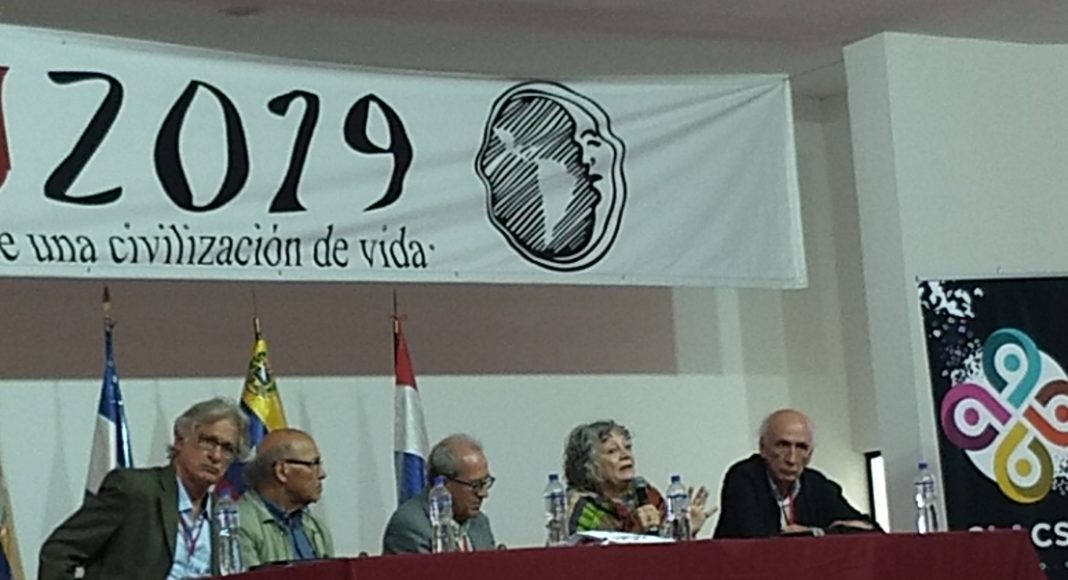 2019
e una civilización de vida.
CS